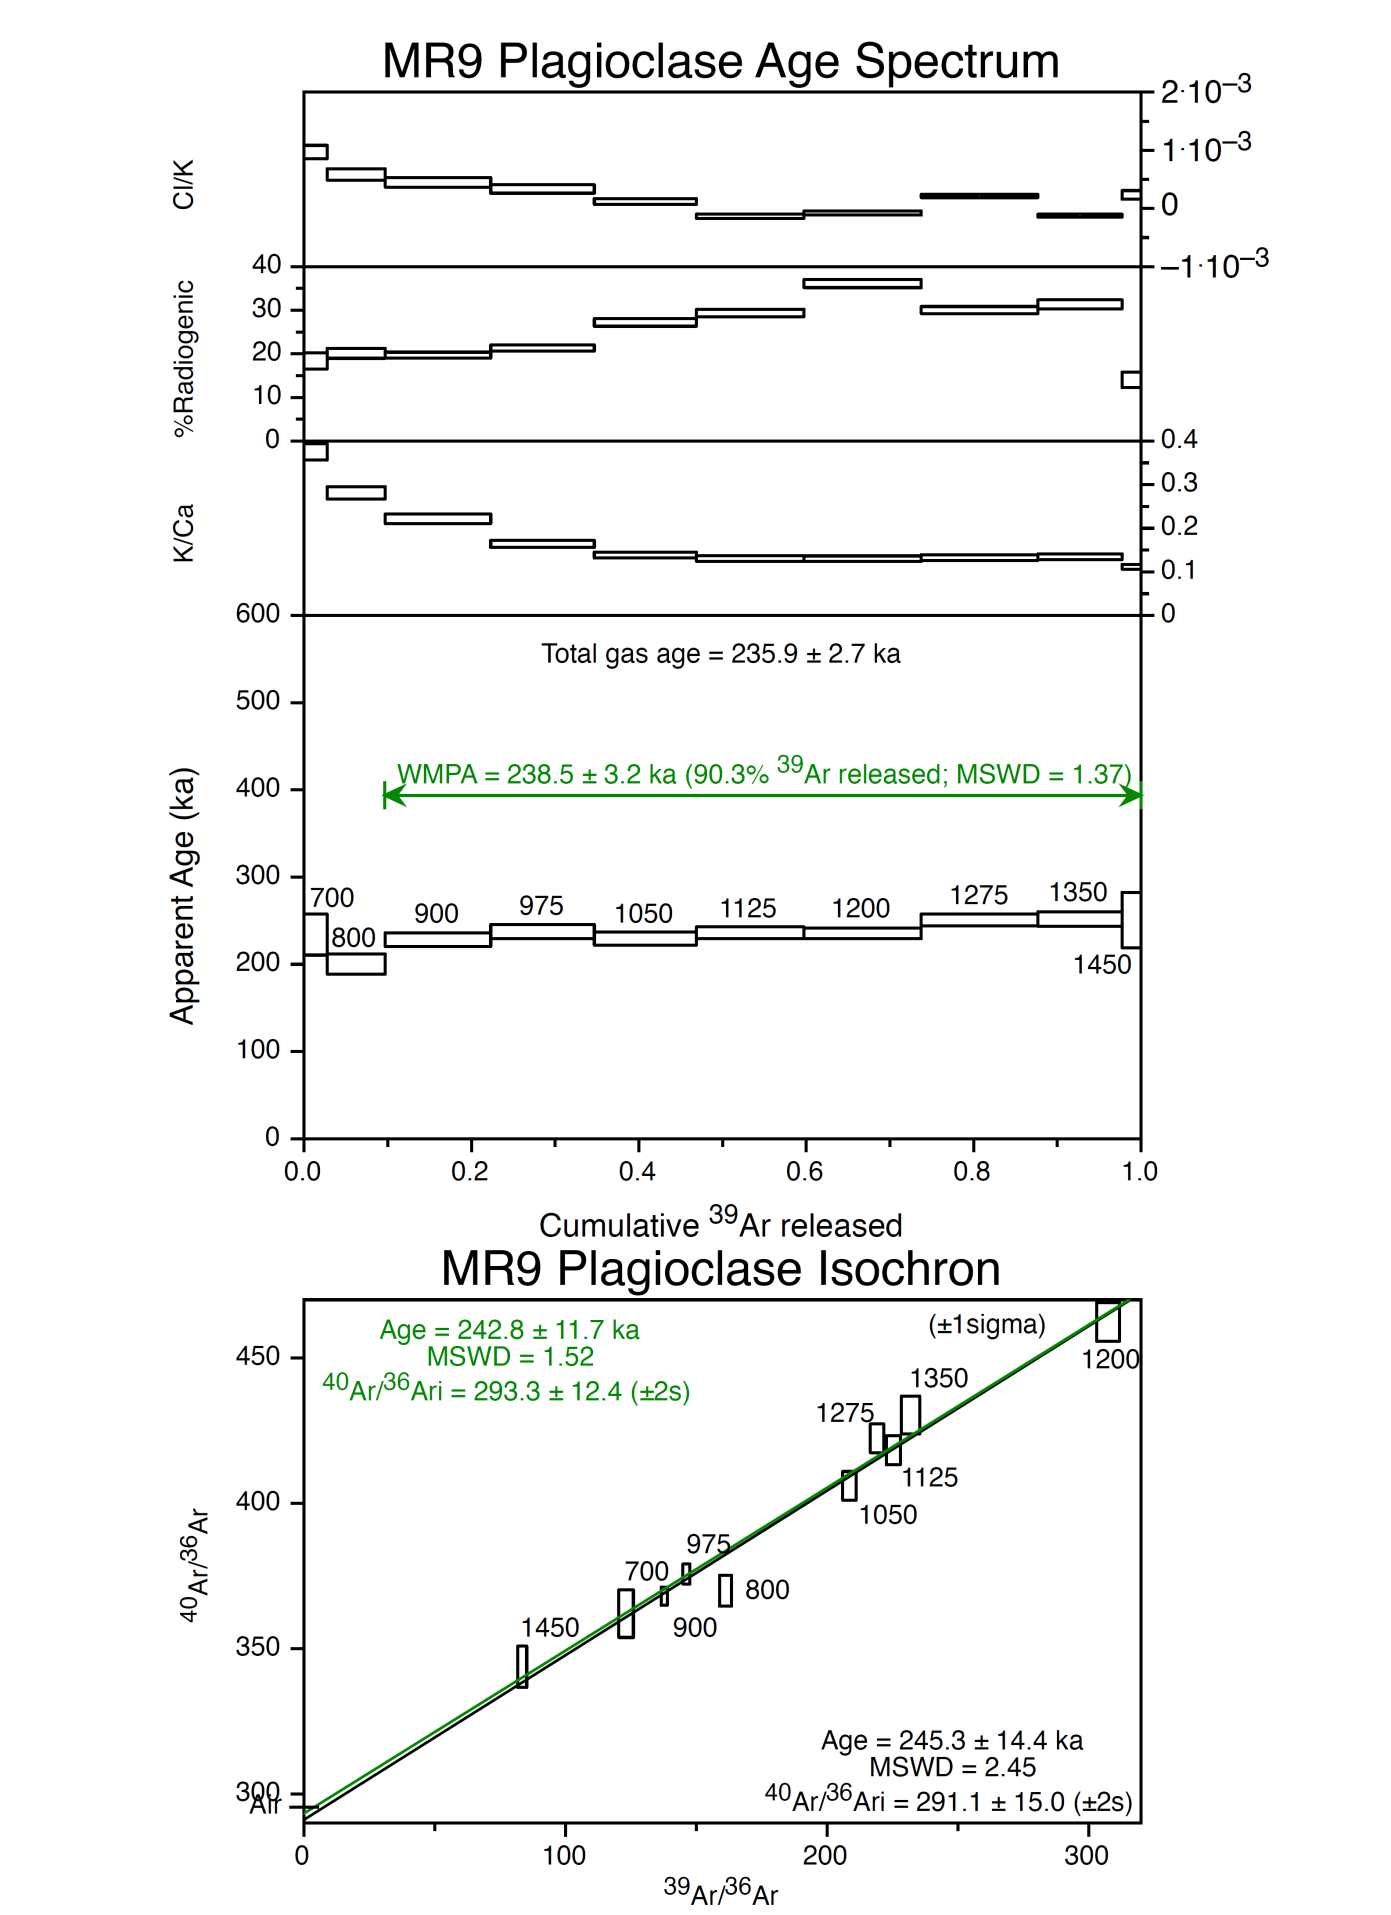 MR9 Plagioclase Age Spectrum
2·10⁻³
1·10⁻³
0
–1·10⁻³
Cl/K
40
30
20
10
0
%Radiogenic
0.4
0.3
0.2
0.1
0
K/Ca
600
500
400
300
200
100
0
Apparent Age (ka)
Total gas age = 235.9 ± 2.7 ka
WMPA = 238.5 ± 3.2 ka (90.3% ³⁹Ar released; MSWD = 1.37)
700
800
900
975
1050
1125
1200
1275
1350
1450
0.0 0.2 0.4 0.6 0.8 1.0
Cumulative ³⁹Ar released
MR9 Plagioclase Isochron
Age = 242.8 ± 11.7 ka
MSWD = 1.52
⁴⁰Ar/³⁶Ari = 293.3 ± 12.4 (±2s)
(±1sigma)
450
400
350
300
Air
⁴⁰Ar/³⁶Ar
1200
1350
1275
1125
1050
975
700
800
900
1450
Age = 245.3 ± 14.4 ka
MSWD = 2.45
⁴⁰Ar/³⁶Ari = 291.1 ± 15.0 (±2s)
0 100 200 300
³⁹Ar/³⁶Ar